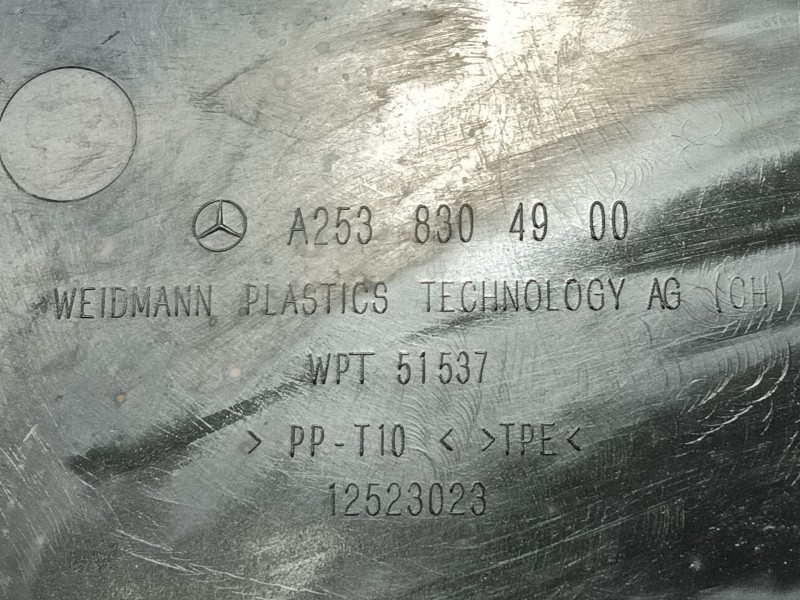 A253 830 49 00
WEIDMANN PLASTICS TECHNOLOGY AG (CH)
WPT 51537
> PP-T10 < >TPE<
12523023